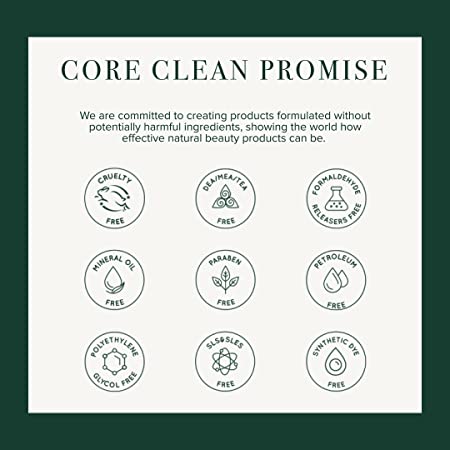 CORE CLEAN PROMISE
We are committed to creating products formulated without
potentially harmful ingredients, showing the world how
effective natural beauty products can be.
CRUELTY
FREE
DEA/MEA/TEA
FREE
FORMALDEHYDE
RELEASERS FREE
MINERAL OIL
FREE
PARABEN
FREE
PETROLEUM
FREE
POLYETHYLENE
GLYCOL FREE
SLS& SLES
FREE
SYNTHETIC DYE
FREE